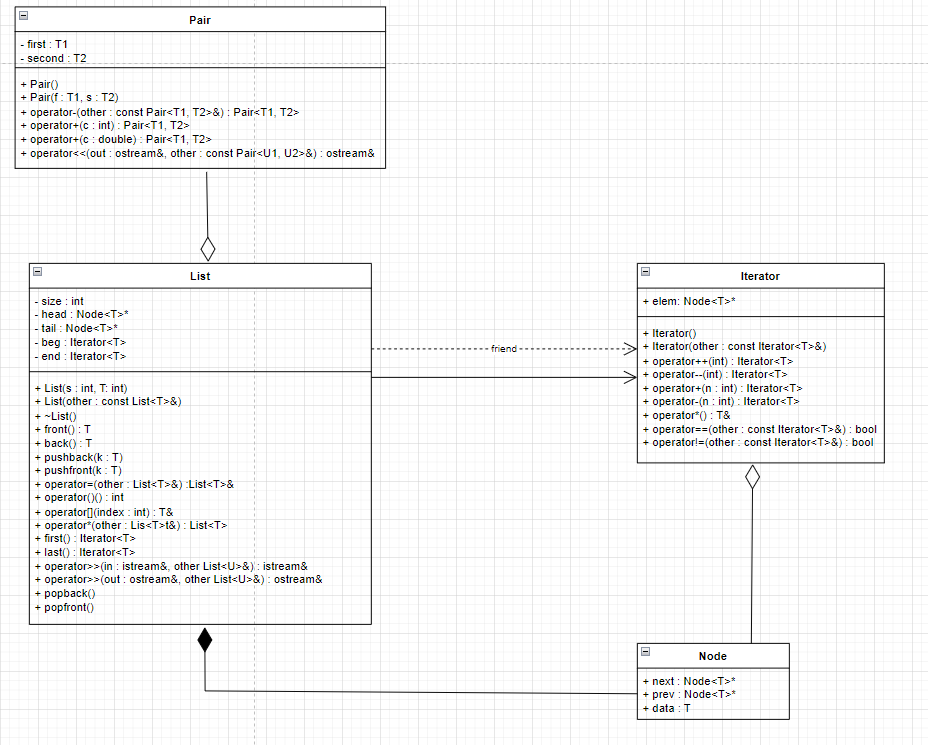 Pair
- first : T1
- second : T2
+ Pair()
+ Pair(f : T1, s : T2)
+ operator-(other : const Pair<T1, T2>&) : Pair<T1, T2>
+ operator+(c : int) : Pair<T1, T2>
+ operator+(c : double) : Pair<T1, T2>
+ operator<<(out : ostream&, other : const Pair<U1, U2>&) : ostream&
List
- size : int
- head : Node<T>*
- tail : Node<T>*
- beg : Iterator<T>
- end : Iterator<T>
+ List(s : int, T: int)
+ List(other : const List<T>&)
+ ~List()
+ front() : T
+ back() : T
+ pushback(k : T)
+ pushfront(k : T)
+ operator=(other : List<T>&) :List<T>&
+ operator()() : int
+ operator[](index : int) : T&
+ operator*(other : Lis<T>t&) : List<T>
+ first() : Iterator<T>
+ last() : Iterator<T>
+ operator>>(in : istream&, other List<U>&) : istream&
+ operator>>(out : ostream&, other List<U>&) : ostream&
+ popback()
+ popfront()
friend
Iterator
+ elem: Node<T>*
+ Iterator()
+ Iterator(other : const Iterator<T>&)
+ operator++(int) : Iterator<T>
+ operator--(int) : Iterator<T>
+ operator+(n : int) : Iterator<T>
+ operator-(n : int) : Iterator<T>
+ operator*() : T&
+ operator==(other : const Iterator<T>&) : bool
+ operator!=(other : const Iterator<T>&) : bool
Node
+ next : Node<T>*
+ prev : Node<T>*
+ data : T